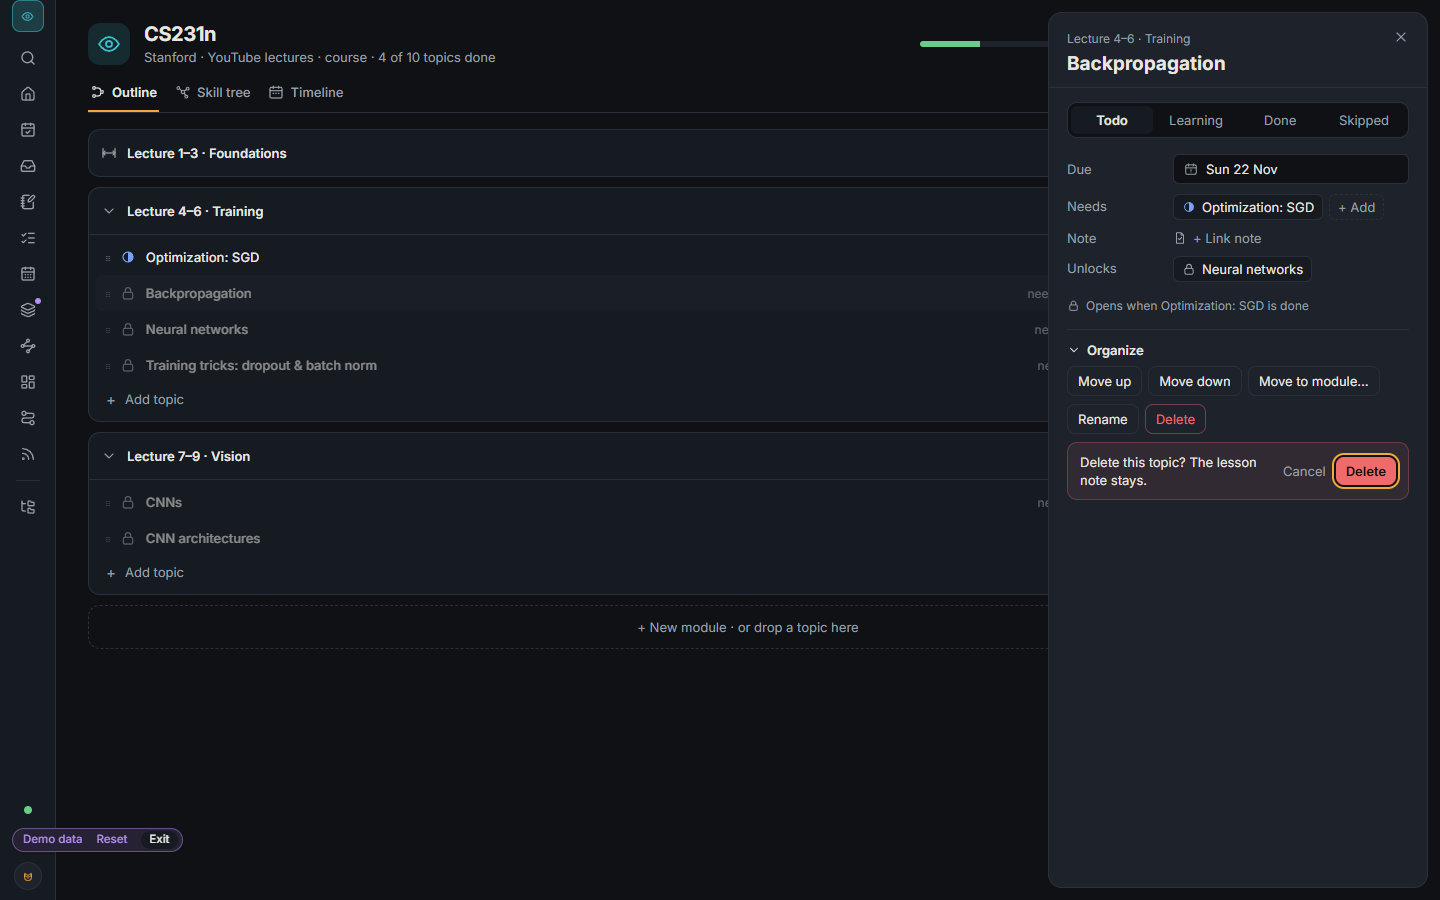 CS231n
Stanford · YouTube lectures · course · 4 of 10 topics done
Outline
Skill tree
Timeline
Lecture 1–3 · Foundations
Lecture 4–6 · Training
Optimization: SGD
Backpropagation
nee
Neural networks
ne
Training tricks: dropout & batch norm
ne
+ Add topic
Lecture 7–9 · Vision
CNNs
ne
CNN architectures
+ Add topic
+ New module · or drop a topic here
Demo data
Reset
Exit
Lecture 4–6 · Training
Backpropagation
Todo
Learning
Done
Skipped
Due
Sun 22 Nov
Needs
Optimization: SGD
+ Add
Note
+ Link note
Unlocks
Neural networks
Opens when Optimization: SGD is done
Organize
Move up
Move down
Move to module...
Rename
Delete
Delete this topic? The lesson
note stays.
Cancel
Delete